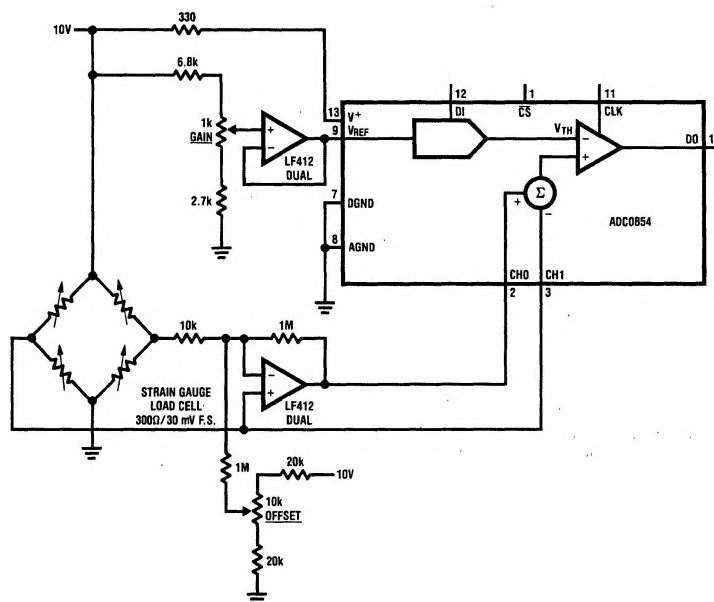 330
10V
6.8k
1k
GAIN
2.7k
LF412
DUAL
13
V+
9
VREF
12
DI
1
CS
11
CLK
VTH
DO
1
7
DGND
8
AGND
Σ
ADC0854
CH0
CH1
2
3
10k
1M
LF412
DUAL
STRAIN GAUGE
LOAD CELL
300Ω/30 mV F.S.
1M
20k
10V
10k
OFFSET
20k